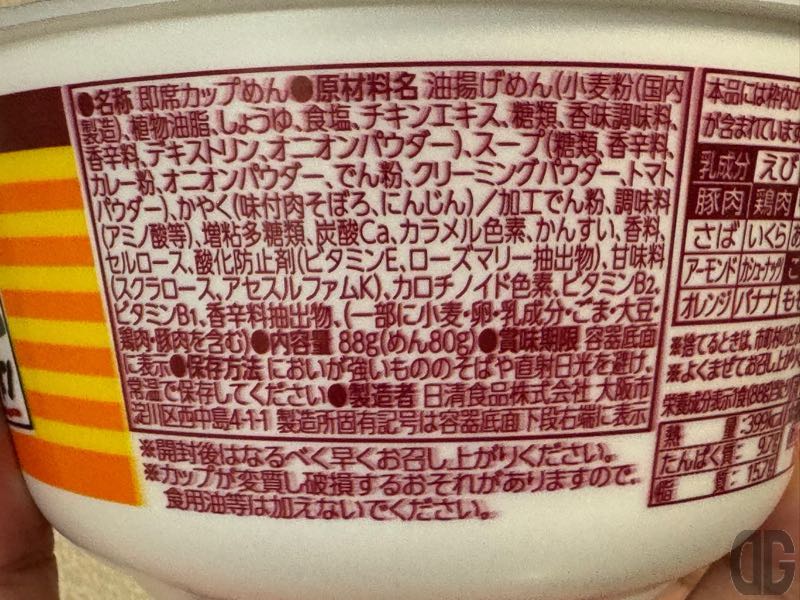 ●名称 即席カップめん●原材料名 油揚げめん(小麦粉(国内
製造)、植物油脂、しょうゆ、食塩、チキンエキス、糖類、香味調味料、
香辛料、デキストリン、オニオンパウダー)、スープ(糖類、香辛料、
カレー粉、オニオンパウダー、でん粉、クリーミングパウダー、トマト
パウダー)、かやく(味付肉そぼろ、にんじん)/加工でん粉、調味料
(アミノ酸等)、増粘多糖類、炭酸Ca、カラメル色素、かんすい、香料、
セルロース、酸化防止剤(ビタミンE、ローズマリー抽出物)、甘味料
(スクラロース、アセスルファムK)、カロチノイド色素、ビタミンB2、
ビタミンB1、香辛料抽出物、(一部に小麦・卵・乳成分・ごま・大豆・
鶏肉・豚肉を含む)●内容量 88g(めん80g)●賞味期限 容器底面
に表示●保存方法 においが強いもののそばや直射日光を避け、
常温で保存してください●製造者 日清食品株式会社 大阪市
淀川区西中島4-1-1 製造所固有記号は容器底面 下段右端に表示
※開封後はなるべく早くお召し上がりください。
※カップが変質し破損するおそれがありますので、
食用油等は加えないでください。
本品には枠内が
が含まれています
乳成分 えび
豚肉 鶏肉
さば いくら
アーモンド カシューナッツ
オレンジ バナナ
※捨てるときは、市町村の区分
※よくまぜてお召し上が
栄養成分表示1食(88g)
熱 量:399kcal
たんぱく質:9.7
脂 質:15.7g
DG